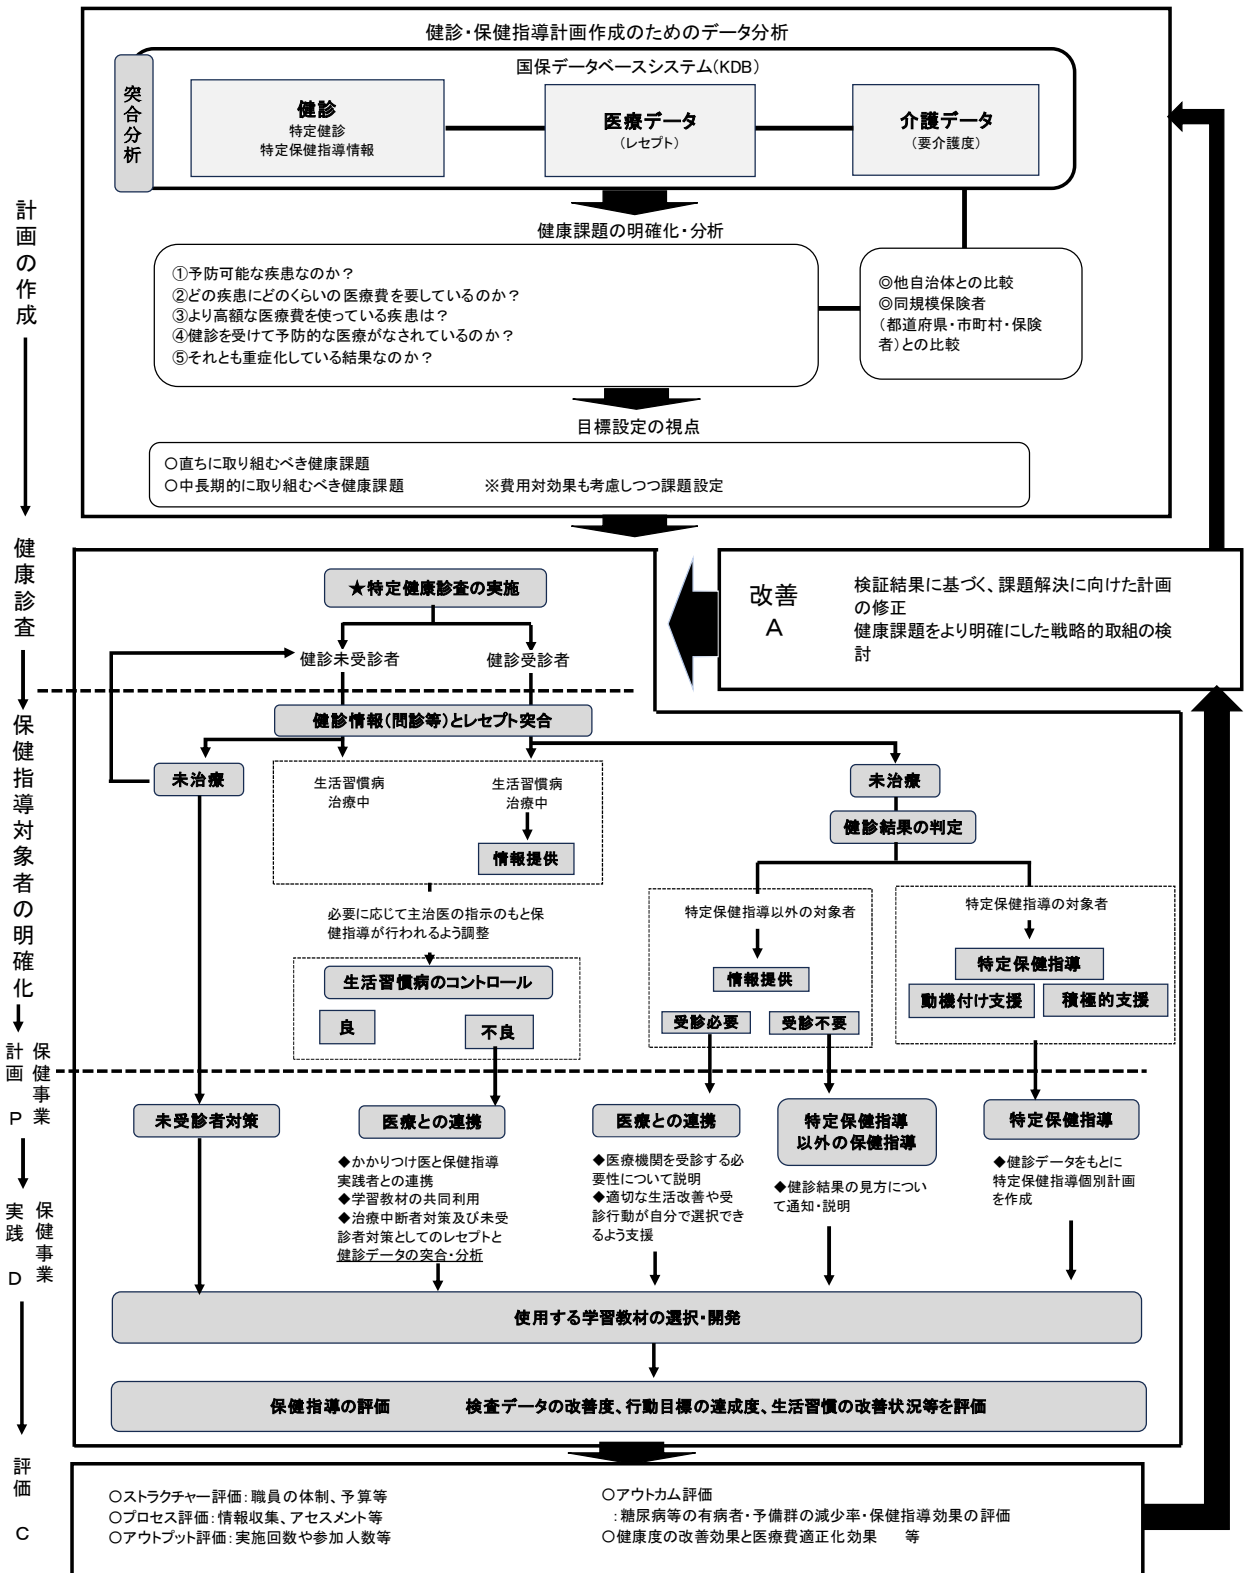 健診・保健指導計画作成のためのデータ分析
国保データベースシステム(KDB)
突合分析
健診
特定健診
特定保健指導情報
医療データ
（レセプト）
介護データ
（要介護度）
健康課題の明確化・分析
①予防可能な疾患なのか？
②どの疾患にどのくらいの医療費を要しているのか？
③より高額な医療費を使っている疾患は？
④健診を受けて予防的な医療がなされているのか？
⑤それとも重症化している結果なのか？
◎他自治体との比較
◎同規模保険者
（都道府県・市町村・保険
者）との比較
目標設定の視点
○直ちに取り組むべき健康課題
○中長期的に取り組むべき健康課題 ※費用対効果も考慮しつつ課題設定
計画の作成
健康診査
保健指導対象者の明確化
保健事業
計画 P
保健事業
実践 D
評価 C
改善
A
検証結果に基づく、課題解決に向けた計画
の修正
健康課題をより明確にした戦略的取組の検
討
★特定健康診査の実施
健診未受診者
健診受診者
健診情報（問診等）とレセプト突合
未治療
生活習慣病
治療中
生活習慣病
治療中
情報提供
未治療
健診結果の判定
必要に応じて主治医の指示のもと保
健指導が行われるよう調整
生活習慣病のコントロール
良
不良
特定保健指導以外の対象者
情報提供
受診必要
受診不要
特定保健指導の対象者
特定保健指導
動機付け支援
積極的支援
未受診者対策
医療との連携
◆かかりつけ医と保健指導
実践者との連携
◆学習教材の共同利用
◆治療中断者対策及び未受
診者対策としてのレセプトと
健診データの突合・分析
医療との連携
◆医療機関を受診する必
要性について説明
◆適切な生活改善や受
診行動が自分で選択でき
るよう支援
特定保健指導
以外の保健指導
◆健診結果の見方につい
て通知・説明
特定保健指導
◆健診データをもとに
特定保健指導個別計画
を作成
使用する学習教材の選択・開発
保健指導の評価 検査データの改善度、行動目標の達成度、生活習慣の改善状況等を評価
○ストラクチャー評価：職員の体制、予算等
○プロセス評価：情報収集、アセスメント等
○アウトプット評価：実施回数や参加人数等
○アウトカム評価
：糖尿病等の有病者・予備群の減少率・保健指導効果の評価
○健康度の改善効果と医療費適正化効果 等